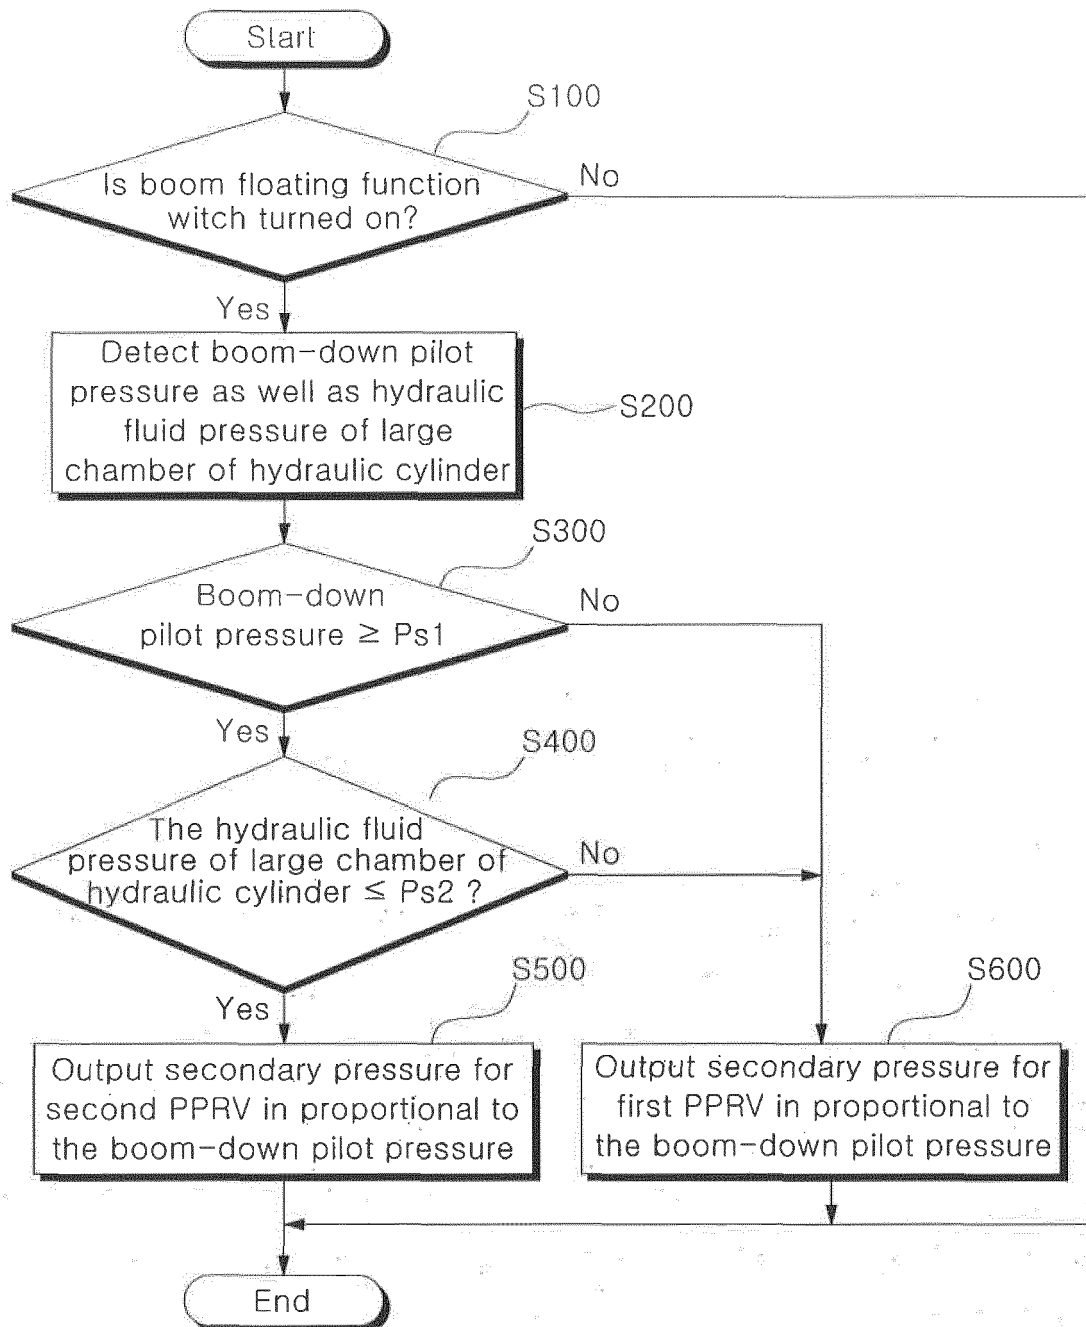 Start
S100
Is boom floating function
witch turned on?
No
Yes
Detect boom-down pilot
pressure as well as hydraulic
fluid pressure of large
chamber of hydraulic cylinder
S200
S300
Boom-down
pilot pressure ≥ Ps1
No
Yes
S400
The hydraulic fluid
pressure of large chamber of
hydraulic cylinder ≤ Ps2 ?
No
Yes
S500
Output secondary pressure for
second PPRV in proportional to
the boom-down pilot pressure
S600
Output secondary pressure for
first PPRV in proportional to
the boom-down pilot pressure
End